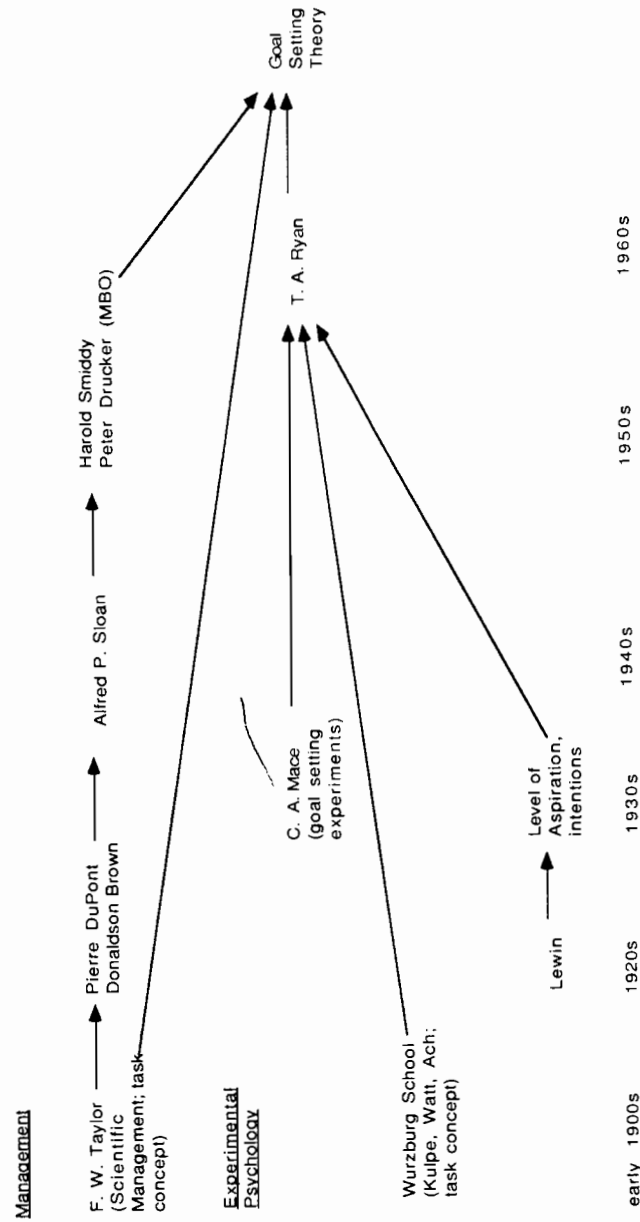 Management
F. W. Taylor
(Scientific
Management; task
concept)
Pierre DuPont
Donaldson Brown
Alfred P. Sloan
Harold Smiddy
Peter Drucker (MBO)
Goal
Setting
Theory
Experimental
Psychology
C. A. Mace
(goal setting
experiments)
T. A. Ryan
Wurzburg School
(Kulpe, Watt, Ach;
task concept)
Lewin
Level of
Aspiration,
intentions
early 1900s
1920s
1930s
1940s
1950s
1960s